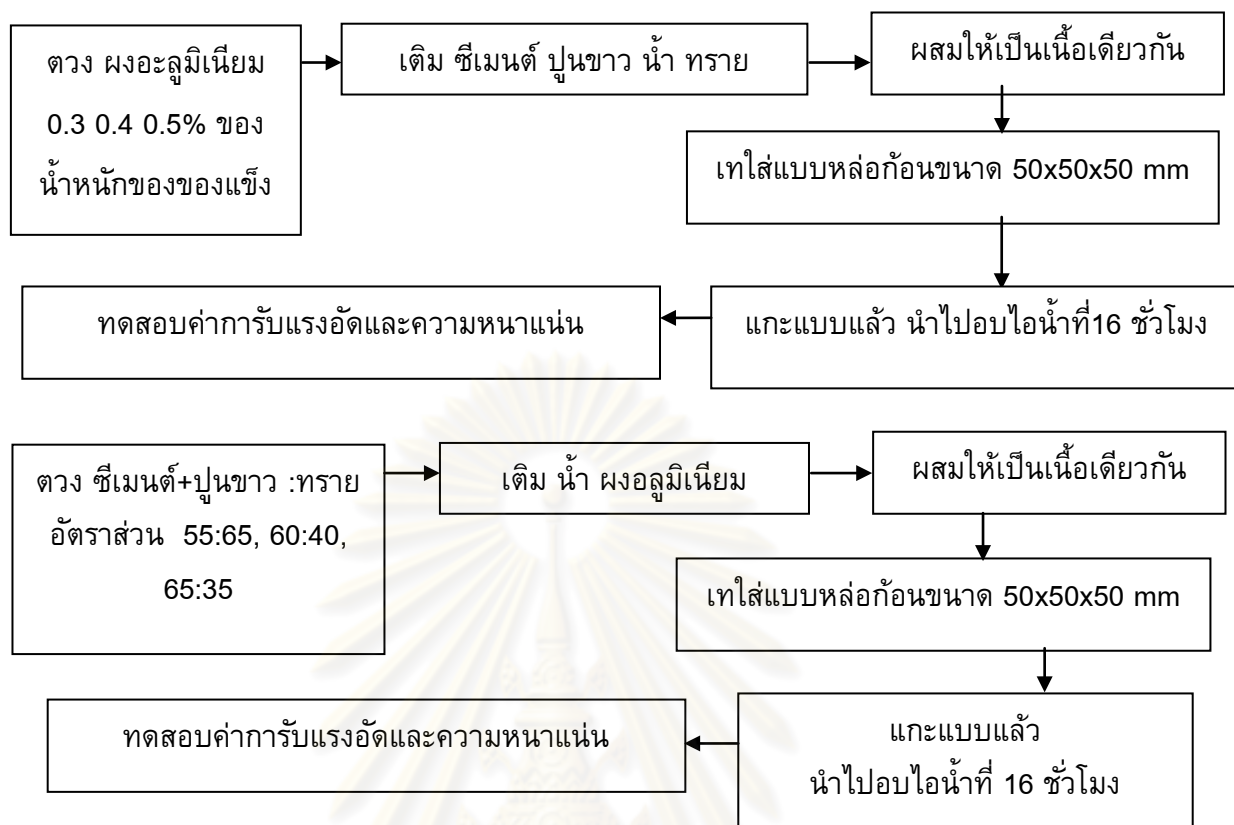 ตวง ผงอะลูมิเนียม
0.3 0.4 0.5% ของ
น้ำหนักของของแข็ง
เติม ซีเมนต์ ปูนขาว น้ำ ทราย
ผสมให้เป็นเนื้อเดียวกัน
เทใส่แบบหล่อก้อนขนาด 50x50x50 mm
แกะแบบแล้ว นำไปอบไอน้ำที่16 ชั่วโมง
ทดสอบค่าการับแรงอัดและความหนาแน่น
ตวง ซีเมนต์+ปูนขาว :ทราย
อัตราส่วน 55:65, 60:40,
65:35
เติม น้ำ ผงอลูมิเนียม
ผสมให้เป็นเนื้อเดียวกัน
เทใส่แบบหล่อก้อนขนาด 50x50x50 mm
แกะแบบแล้ว
นำไปอบไอน้ำที่ 16 ชั่วโมง
ทดสอบค่าการับแรงอัดและความหนาแน่น